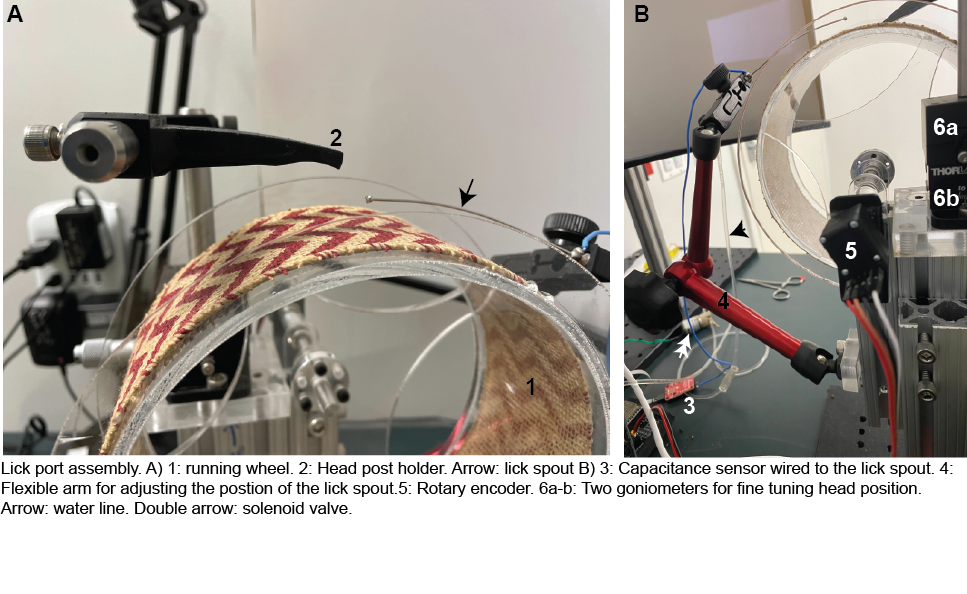 A
B
2
1
3
4
5
6a
THORL
6b
Lick port assembly. A) 1: running wheel. 2: Head post holder. Arrow: lick spout B) 3: Capacitance sensor wired to the lick spout. 4:
Flexible arm for adjusting the postion of the lick spout.5: Rotary encoder. 6a-b: Two goniometers for fine tuning head position.
Arrow: water line. Double arrow: solenoid valve.